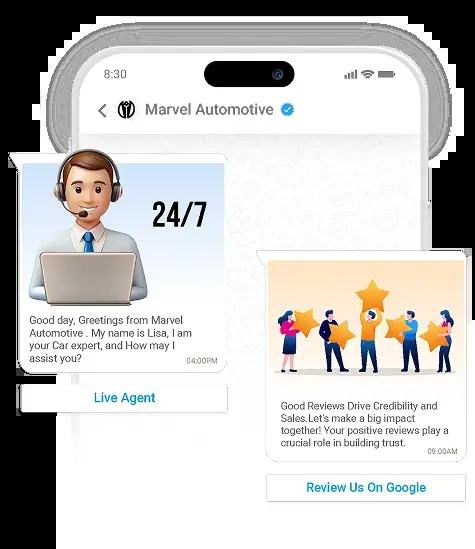 8:30
Marvel Automotive
24/7
Good day, Greetings from Marvel
Automotive . My name is Lisa, I am
your Car expert, and How may I
assist you?
04:00PM
Live Agent
Good Reviews Drive Credibility and
Sales.Let's make a big impact
together! Your positive reviews play a
crucial role in building trust.
09:00AM
Review Us On Google